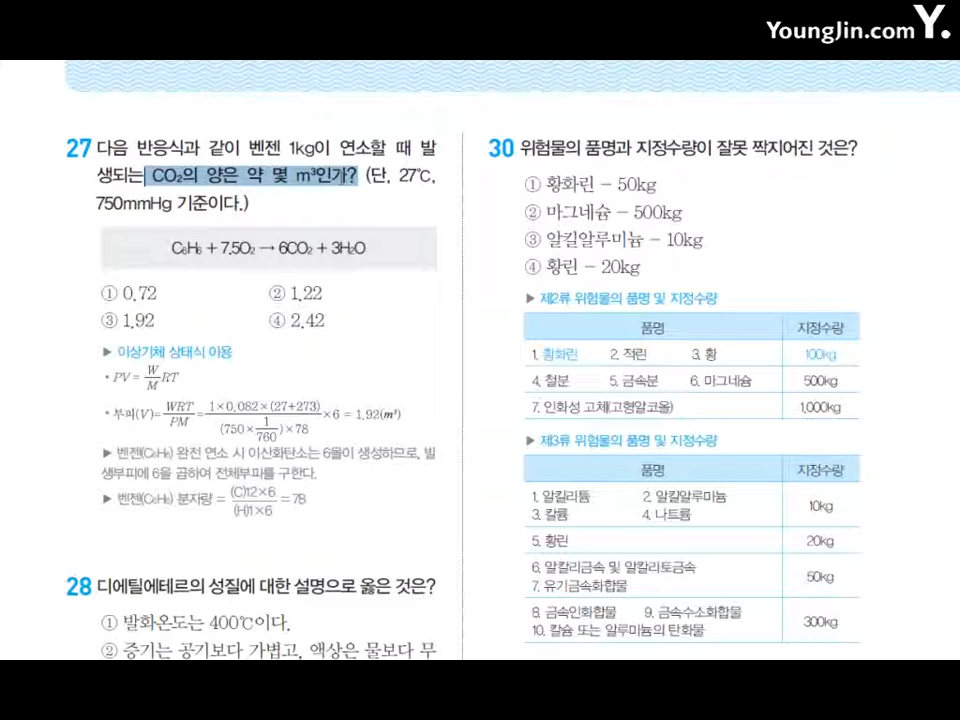 YoungJin.com Y.
27 다음 반응식과 같이 벤젠 1kg이 연소할 때 발
생되는 CO₂의 양은 약 몇 m³인가? (단, 27℃,
750mmHg 기준이다.)
C₆H₆ + 7.5O₂ → 6CO₂ + 3H₂O
① 0.72 ② 1.22
③ 1.92 ④ 2.42
▶ 이상기체 상태식 이용
• PV = W/M RT
• 부피(V) = WRT/PM = 1×0.082×(27+273) / (750×1/760)×78 ×6 = 1.92(m³)
▶ 벤젠(C₆H₆) 완전 연소 시 이산화탄소는 6몰이 생성하므로, 발
생부피에 6을 곱하여 전체부피를 구한다.
▶ 벤젠(C₆H₆) 분자량 = (C)12×6 / (H)1×6 = 78
28 디에틸에테르의 성질에 대한 설명으로 옳은 것은?
① 발화온도는 400℃이다.
② 증기는 공기보다 가볍고, 액상은 물보다 무
30 위험물의 품명과 지정수량이 잘못 짝지어진 것은?
① 황화린 – 50kg
② 마그네슘 – 500kg
③ 알킬알루미늄 – 10kg
④ 황린 – 20kg
▶ 제2류 위험물의 품명 및 지정수량
품명 지정수량
1. 황화린 2. 적린 3. 황 100kg
4. 철분 5. 금속분 6. 마그네슘 500kg
7. 인화성 고체(고형알코올) 1,000kg
▶ 제3류 위험물의 품명 및 지정수량
품명 지정수량
1. 알킬리튬 2. 알킬알루미늄
3. 칼륨 4. 나트륨 10kg
5. 황린 20kg
6. 알칼리금속 및 알칼리토금속
7. 유기금속화합물 50kg
8. 금속인화합물 9. 금속수소화합물
10. 칼슘 또는 알루미늄의 탄화물 300kg